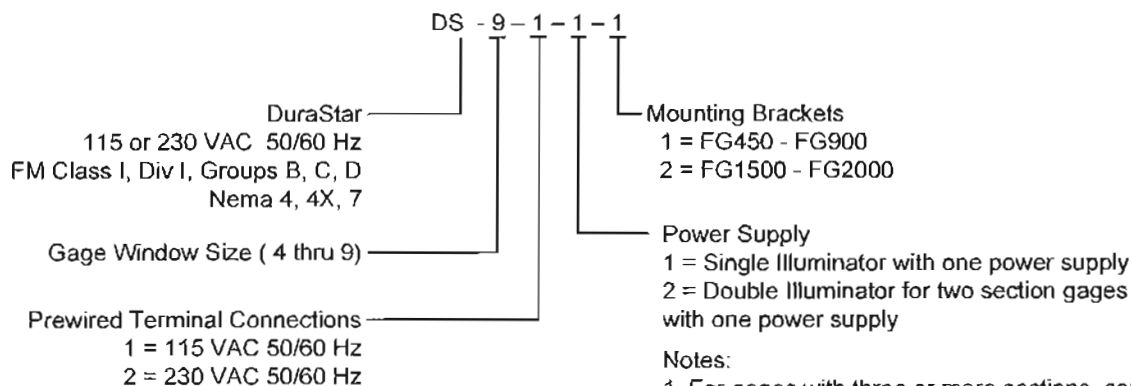 DS - 9 - 1 - 1 - 1
DuraStar
115 or 230 VAC 50/60 Hz
FM Class I, Div I, Groups B, C, D
Nema 4, 4X, 7
Gage Window Size ( 4 thru 9)
Prewired Terminal Connections
1 = 115 VAC 50/60 Hz
2 = 230 VAC 50/60 Hz
Mounting Brackets
1 = FG450 - FG900
2 = FG1500 - FG2000
Power Supply
1 = Single Illuminator with one power supply
2 = Double Illuminator for two section gages
with one power supply
Notes:
1. For gages with three or more sections,